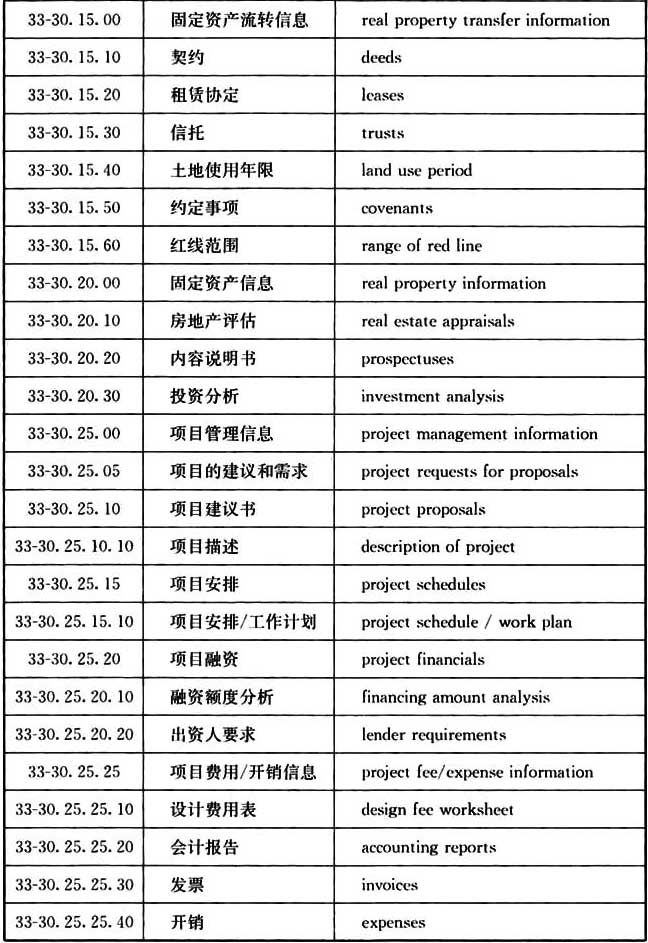 33-30. 15. 00 固定资产流转信息 real property transfer information
33-30. 15. 10 契约 deeds
33-30. 15. 20 租赁协定 leases
33-30. 15. 30 信托 trusts
33-30. 15. 40 土地使用年限 land use period
33-30. 15. 50 约定事项 covenants
33-30. 15. 60 红线范围 range of red line
33-30. 20. 00 固定资产信息 real property information
33-30. 20. 10 房地产评估 real estate appraisals
33-30. 20. 20 内容说明书 prospectuses
33-30. 20. 30 投资分析 investment analysis
33-30. 25. 00 项目管理信息 project management information
33-30. 25. 05 项目的建议和需求 project requests for proposals
33-30. 25. 10 项目建议书 project proposals
33-30. 25. 10. 10 项目描述 description of project
33-30. 25. 15 项目安排 project schedules
33-30. 25. 15. 10 项目安排/工作计划 project schedule / work plan
33-30. 25. 20 项目融资 project financials
33-30. 25. 20. 10 融资额度分析 financing amount analysis
33-30. 25. 20. 20 出资人要求 lender requirements
33-30. 25. 25 项目费用/开销信息 project fee/expense information
33-30. 25. 25. 10 设计费用表 design fee worksheet
33-30. 25. 25. 20 会计报告 accounting reports
33-30. 25. 25. 30 发票 invoices
33-30. 25. 25. 40 开销 expenses